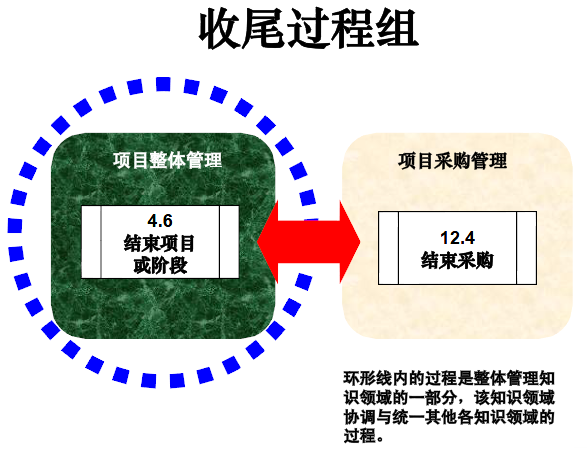 收尾过程组
项目整体管理
4.6
结束项目
或阶段
项目采购管理
12.4
结束采购
环形线内的过程是整体管理知
识领域的一部分，该知识领域
协调与统一其他各知识领域的
过程。